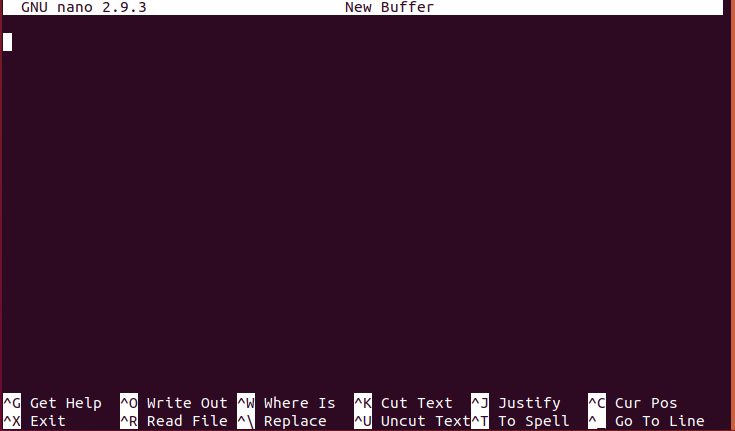 GNU nano 2.9.3 New Buffer
^G Get Help ^O Write Out ^W Where Is ^K Cut Text ^J Justify ^C Cur Pos
^X Exit ^R Read File ^\ Replace ^U Uncut Text ^T To Spell ^_ Go To Line